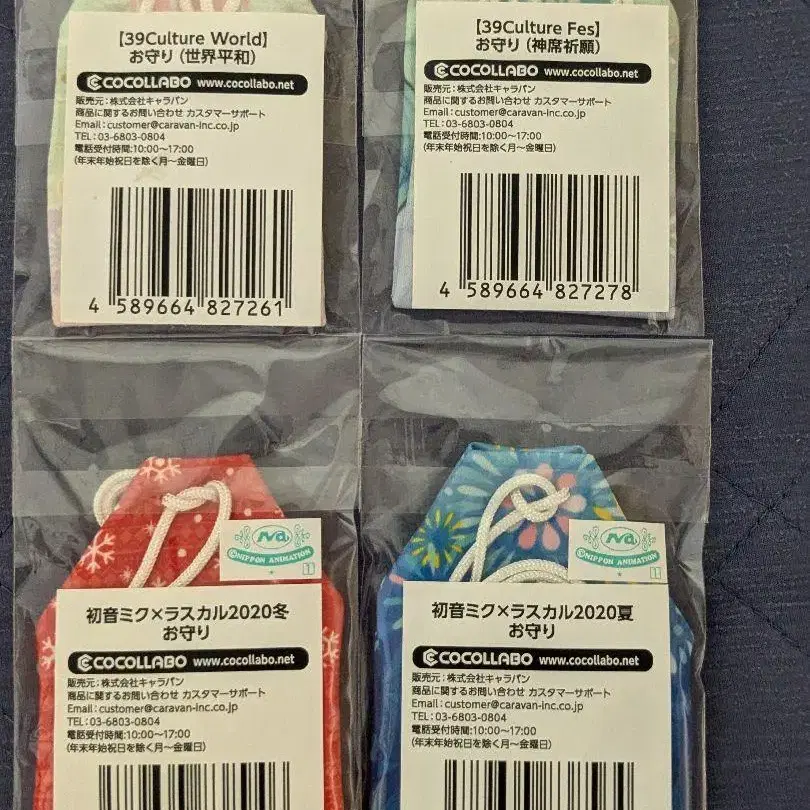 【39Culture World】
お守り（世界平和）
COCOLLABO www.cocollabo.net
販売元：株式会社キャラバン
商品に関するお問い合わせ カスタマーサポート
Email：customer@caravan-inc.co.jp
TEL：03-6803-0804
電話受付時間:10:00～17:00
（年末年始祝日を除く月～金曜日）
4 589664 827261
【39Culture Fes】
お守り（神席祈願）
COCOLLABO www.cocollabo.net
販売元：株式会社キャラバン
商品に関するお問い合わせ カスタマーサポート
Email：customer@caravan-inc.co.jp
TEL：03-6803-0804
電話受付時間:10:00～17:00
（年末年始祝日を除く月～金曜日）
4 589664 827278
Na
©NIPPON ANIMATION
初音ミク×ラスカル2020冬
お守り
COCOLLABO www.cocollabo.net
販売元：株式会社キャラバン
商品に関するお問い合わせ カスタマーサポート
Email：customer@caravan-inc.co.jp
TEL：03-6803-0804
電話受付時間:10:00～17:00
（年末年始祝日を除く月～金曜日）
Na
©NIPPON ANIMATION
初音ミク×ラスカル2020夏
お守り
COCOLLABO www.cocollabo.net
販売元：株式会社キャラバン
商品に関するお問い合わせ カスタマーサポート
Email：customer@caravan-inc.co.jp
TEL：03-6803-0804
電話受付時間:10:00～17:00
（年末年始祝日を除く月～金曜日）